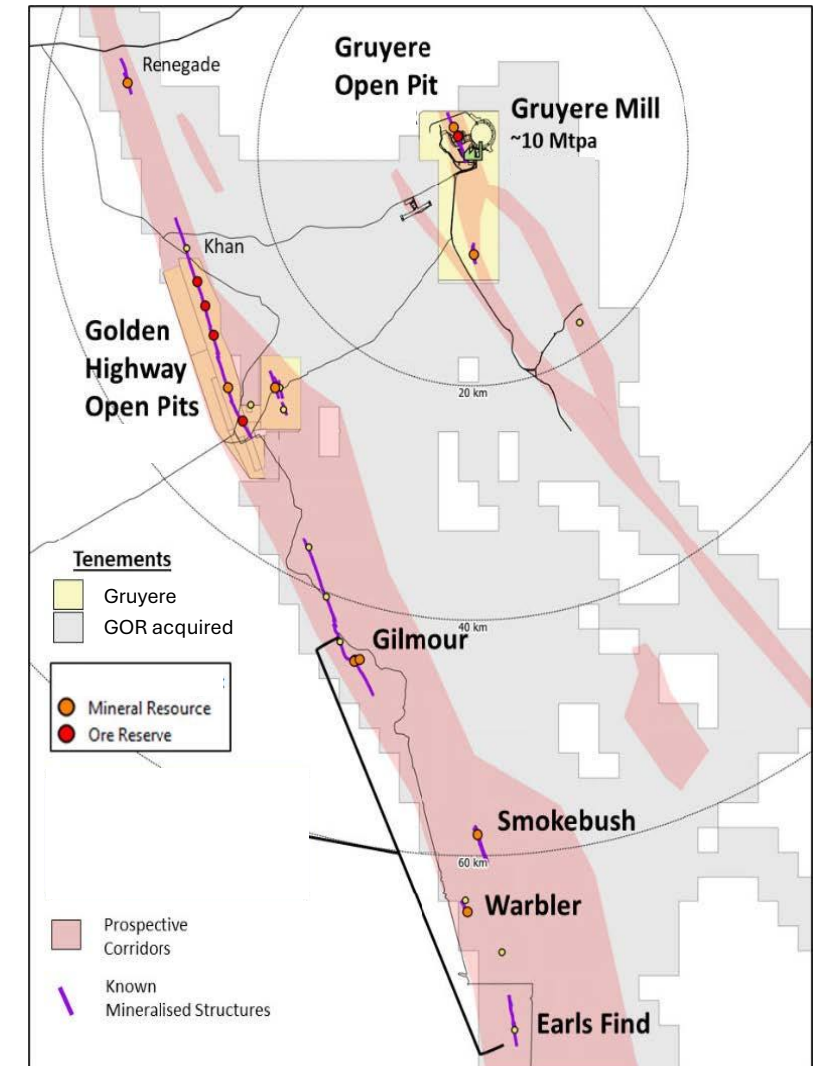 Renegade
Gruyere
Open Pit
Gruyere Mill
~10 Mtpa
Khan
Golden
Highway
Open Pits
20 km
Tenements
Gruyere
GOR acquired
40 km
Gilmour
Mineral Resource
Ore Reserve
Smokebush
60 km
Warbler
Prospective
Corridors
Known
Mineralised Structures
Earls Find